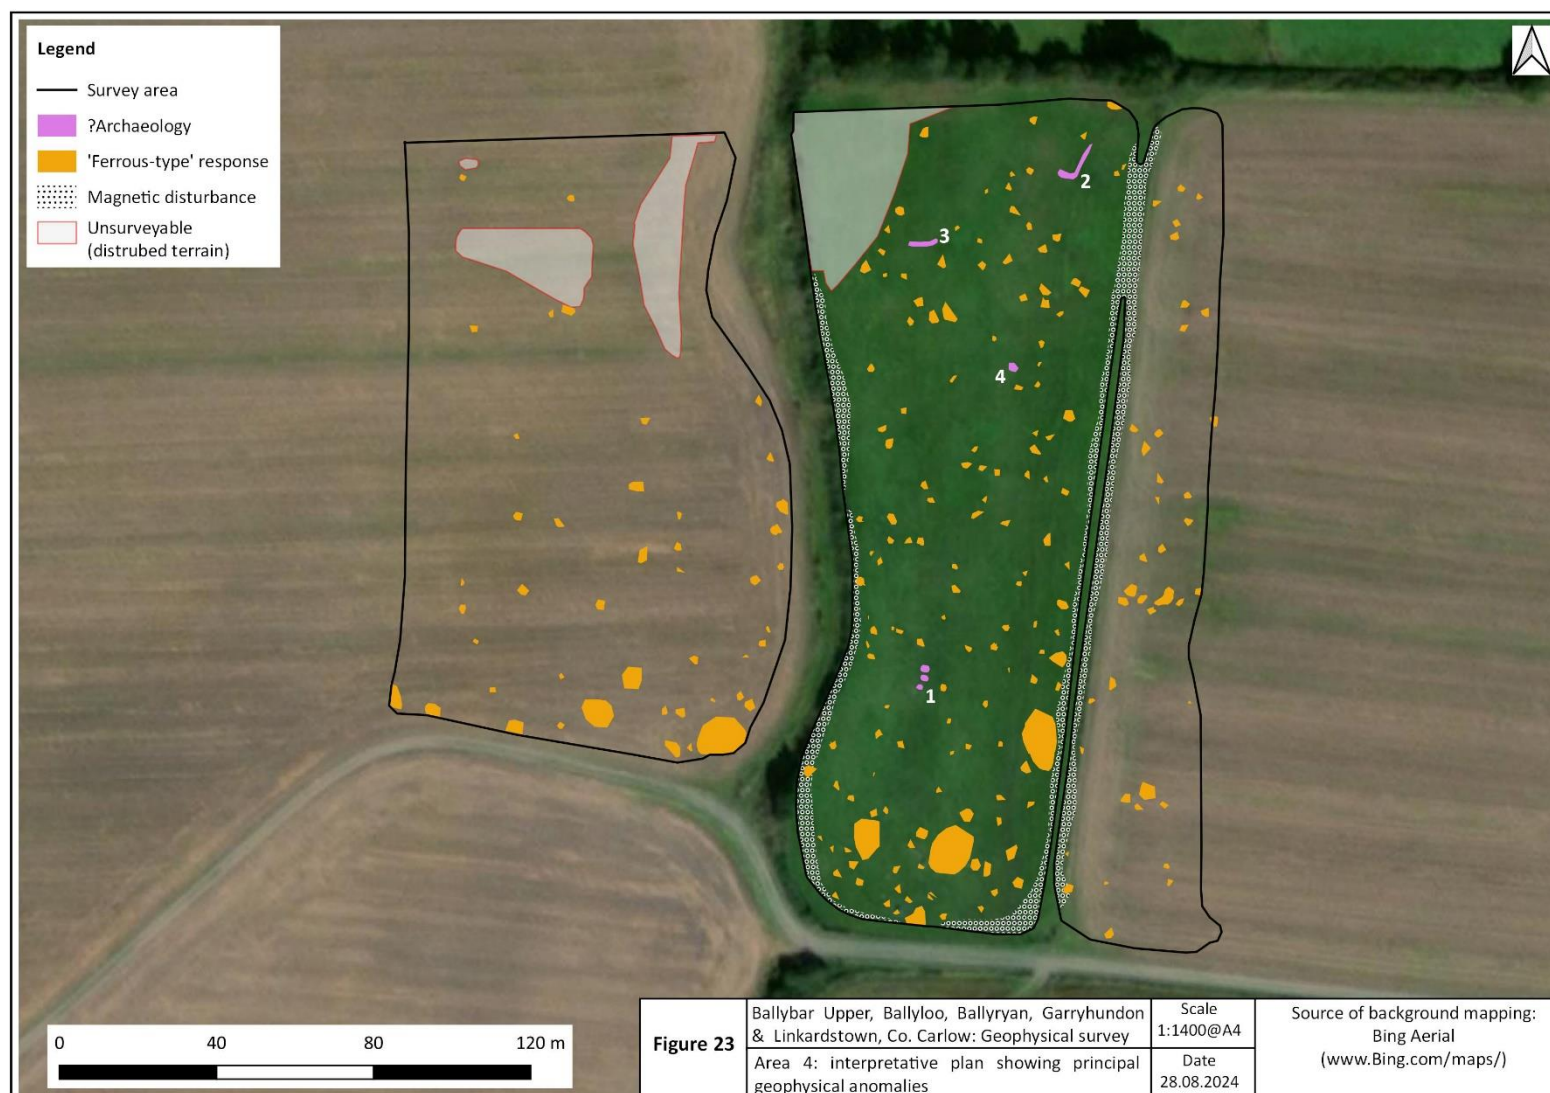 Legend
Survey area
?Archaeology
'Ferrous-type' response
Magnetic disturbance
Unsurveyable
(distrubed terrain)
2
3
4
1
0 40 80 120 m
Figure 23
Ballybar Upper, Ballyloo, Ballyryan, Garryhundon
& Linkardstown, Co. Carlow: Geophysical survey
Area 4: interpretative plan showing principal
geophysical anomalies
Scale
1:1400@A4
Date
28.08.2024
Source of background mapping:
Bing Aerial
(www.Bing.com/maps/)